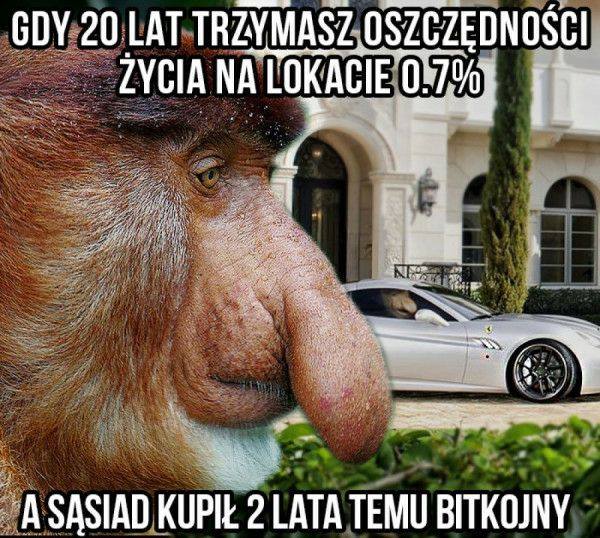 GDY 20 LAT TRZYMASZ OSZCZĘDNOŚCI
ŻYCIA NA LOKACIE 0.7%
A SĄSIAD KUPIŁ 2 LATA TEMU BITKOJNY